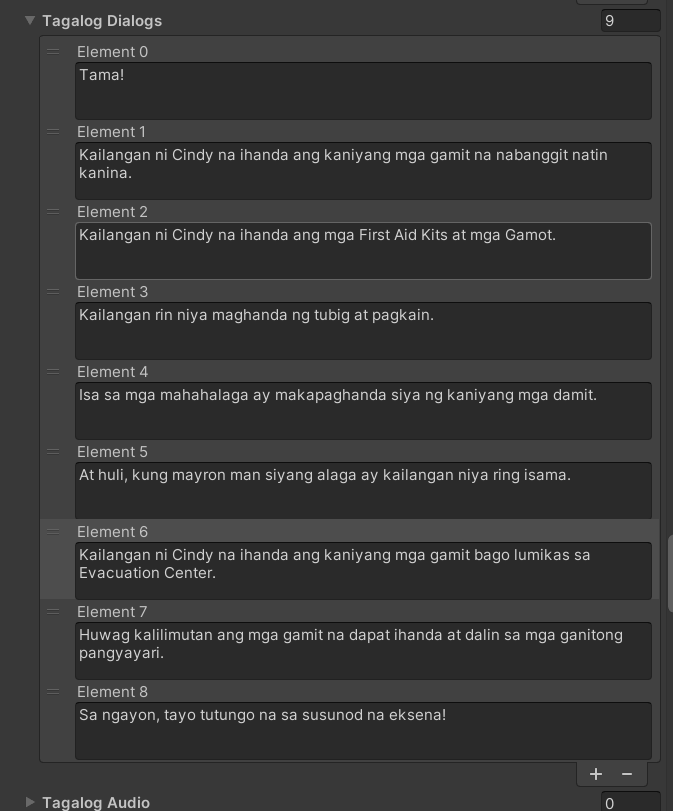 Tagalog Dialogs
9
Element 0
Tama!
Element 1
Kailangan ni Cindy na ihanda ang kaniyang mga gamit na nabanggit natin
kanina.
Element 2
Kailangan ni Cindy na ihanda ang mga First Aid Kits at mga Gamot.
Element 3
Kailangan rin niya maghanda ng tubig at pagkain.
Element 4
Isa sa mga mahahalaga ay makapaghanda siya ng kaniyang mga damit.
Element 5
At huli, kung mayron man siyang alaga ay kailangan niya ring isama.
Element 6
Kailangan ni Cindy na ihanda ang kaniyang mga gamit bago lumikas sa
Evacuation Center.
Element 7
Huwag kalilimutan ang mga gamit na dapat ihanda at dalin sa mga ganitong
pangyayari.
Element 8
Sa ngayon, tayo tutungo na sa susunod na eksena!
+ −
Tagalog Audio
0